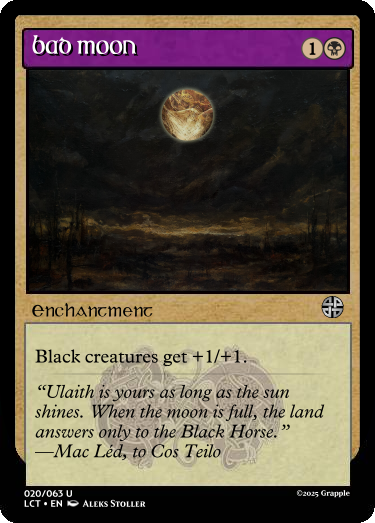 bad moon 1
Enchantment
Black creatures get +1/+1.
“Ulaith is yours as long as the sun
shines. When the moon is full, the land
answers only to the Black Horse.”
—Mac Léd, to Cos Teilo
020/063 U
LCT • EN Aleks Stoller
©2025 Grapple